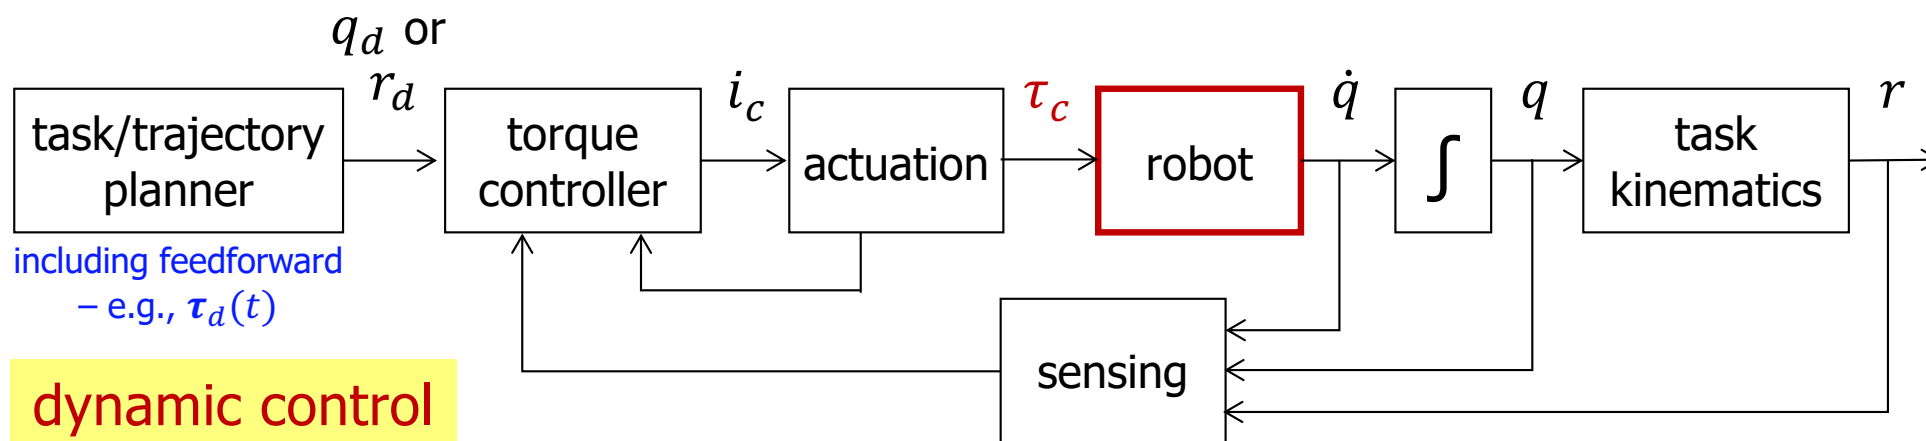 q_d or
r_d
task/trajectory
planner
including feedforward
– e.g., τ_d(t)
torque
controller
i_c
actuation
τ_c
robot
q̇
∫
q
task
kinematics
r
sensing
dynamic control